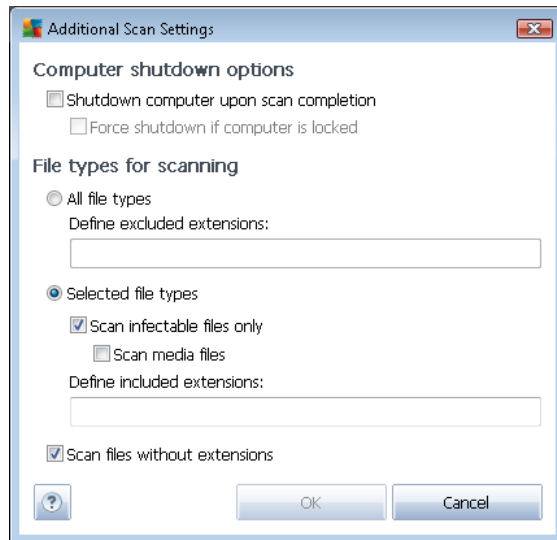 Additional Scan Settings
Computer shutdown options
Shutdown computer upon scan completion
Force shutdown if computer is locked
File types for scanning
All file types
Define excluded extensions:
Selected file types
Scan infectable files only
Scan media files
Define included extensions:
Scan files without extensions
? OK Cancel